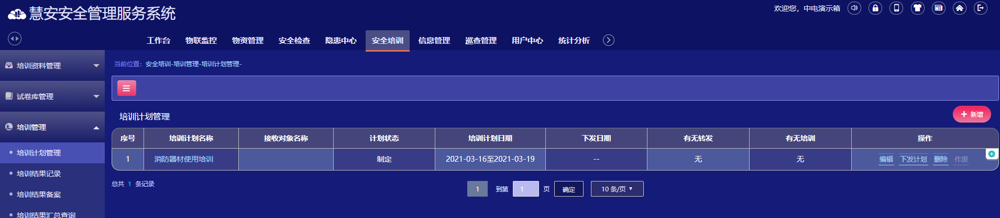 慧安安全管理服务系统
欢迎您，中电演示箱
工作台 物联监控 物资管理 安全检查 隐患中心 安全培训 信息管理 巡查管理 用户中心 统计分析
培训资料管理
试卷库管理
培训管理
培训计划管理
培训结果记录
培训结果备案
培训结果汇总查询
当前位置：安全培训-培训管理-培训计划管理-
培训计划管理
新增
序号 培训计划名称 接收对象名称 计划状态 培训计划日期 下发日期 有无转发 有无培训 操作
1 消防器材使用培训 制定 2021-03-16至2021-03-19 -- 无 无 编辑 下发计划 删除 作废
总共 1 条记录
1 到第 1 页 确定 10 条/页